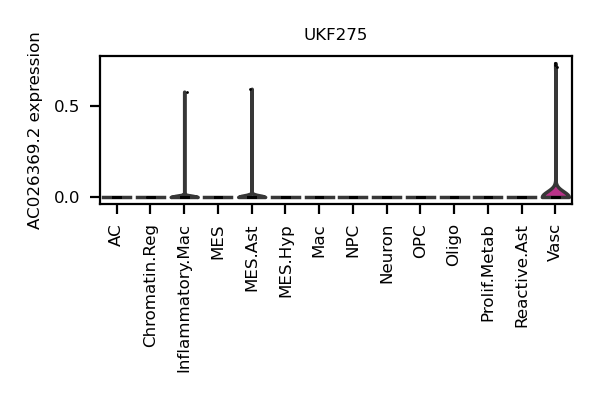 UKF275
AC026369.2 expression
0.5
0.0
AC
Chromatin.Reg
Inflammatory.Mac
MES
MES.Ast
MES.Hyp
Mac
NPC
Neuron
OPC
Oligo
Prolif.Metab
Reactive.Ast
Vasc